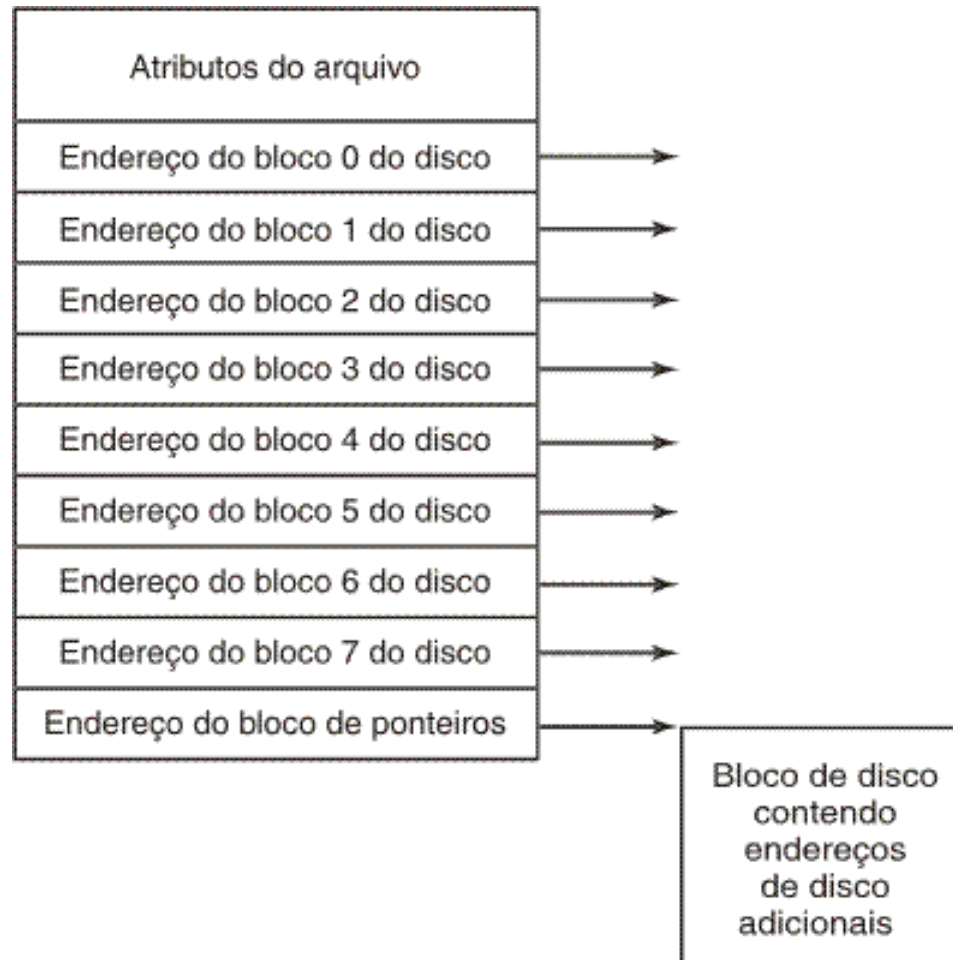 Atributos do arquivo
Endereço do bloco 0 do disco
Endereço do bloco 1 do disco
Endereço do bloco 2 do disco
Endereço do bloco 3 do disco
Endereço do bloco 4 do disco
Endereço do bloco 5 do disco
Endereço do bloco 6 do disco
Endereço do bloco 7 do disco
Endereço do bloco de ponteiros
Bloco de disco
contendo
endereços
de disco
adicionais